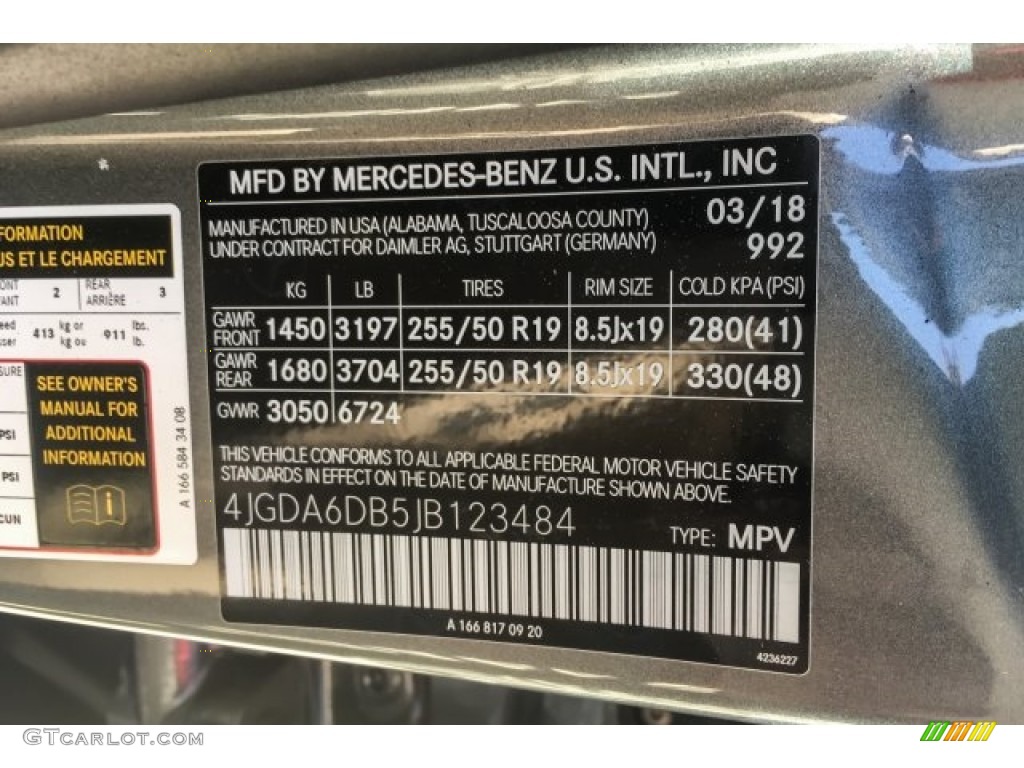 MFD BY MERCEDES-BENZ U.S. INTL., INC
MANUFACTURED IN USA (ALABAMA, TUSCALOOSA COUNTY)
UNDER CONTRACT FOR DAIMLER AG, STUTTGART (GERMANY)
03/18
992
KG LB TIRES RIM SIZE COLD KPA (PSI)
GAWR FRONT 1450 3197 255/50 R19 8.5Jx19 280(41)
GAWR REAR 1680 3704 255/50 R19 8.5Jx19 330(48)
GVWR 3050 6724
THIS VEHICLE CONFORMS TO ALL APPLICABLE FEDERAL MOTOR VEHICLE SAFETY
STANDARDS IN EFFECT ON THE DATE OF MANUFACTURE SHOWN ABOVE.
4JGDA6DB5JB123484
TYPE: MPV
A 166 817 09 20
4236227
FORMATION
US ET LE CHARGEMENT
ONT 2 REAR 3
ANT ARRIÈRE
eed 413 kg or 911 lbs.
sser kg ou lb.
SURE
PSI
PSI
CUN
SEE OWNER'S
MANUAL FOR
ADDITIONAL
INFORMATION
i
A 166 584 34 08
GTCarLot.com